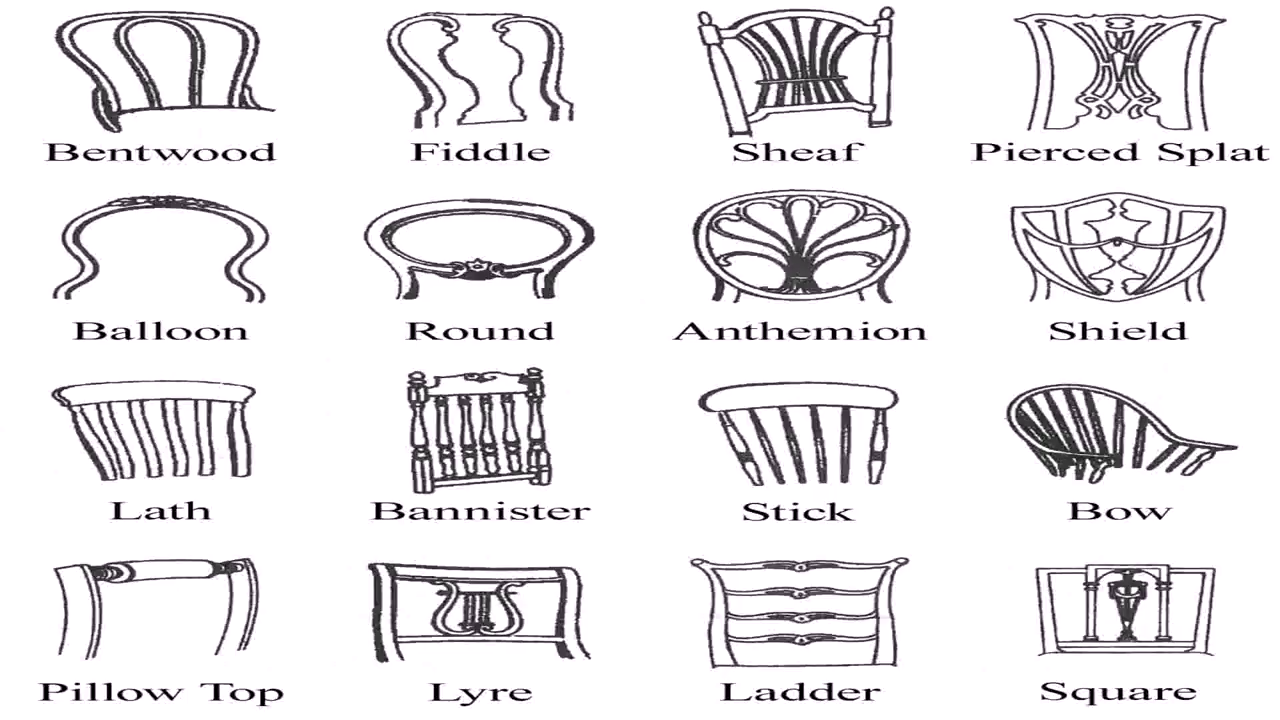 Bentwood Fiddle Sheaf Pierced Splat
Balloon Round Anthemion Shield
Lath Bannister Stick Bow
Pillow Top Lyre Ladder Square